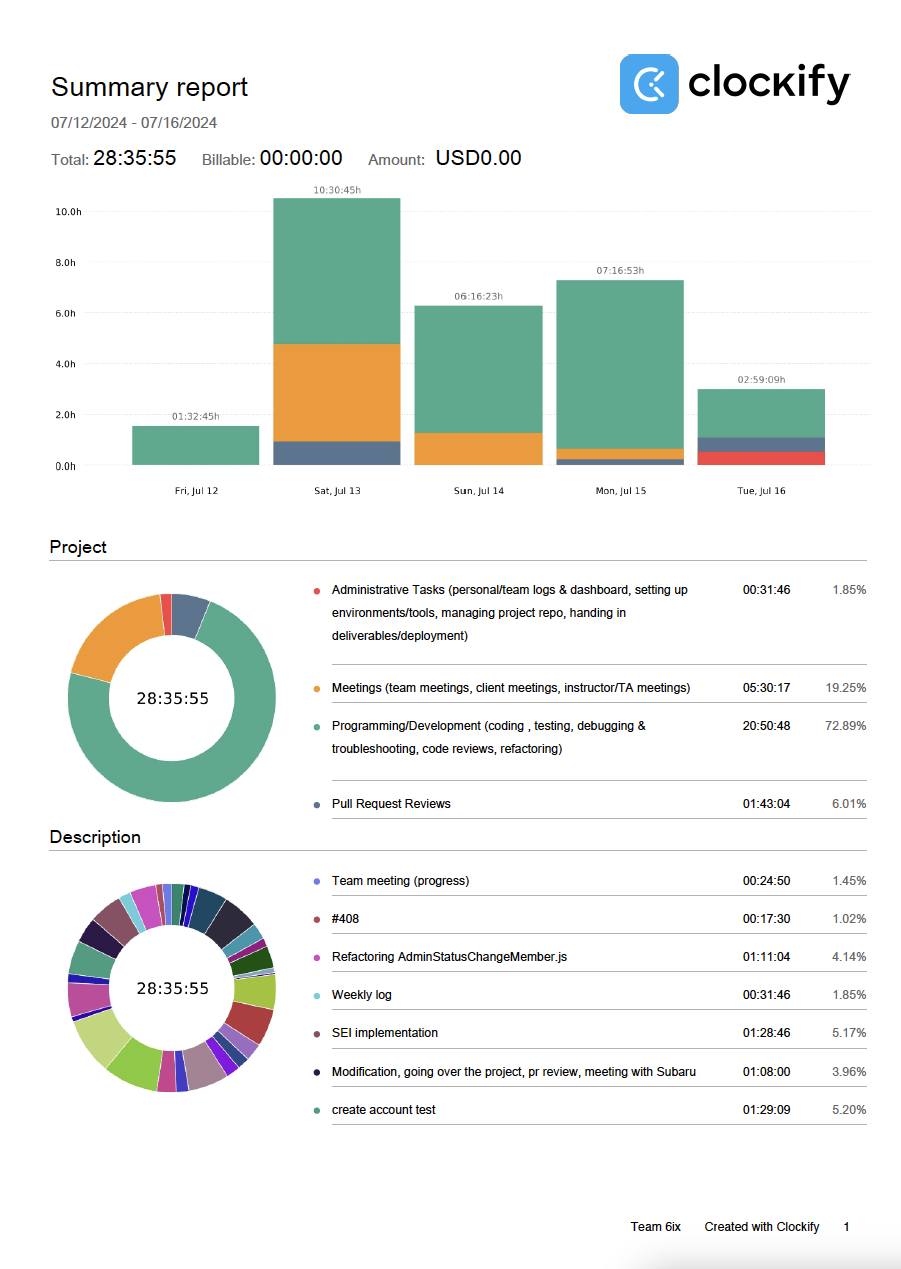 Summary report
clockify
07/12/2024 - 07/16/2024
Total: 28:35:55 Billable: 00:00:00 Amount: USD0.00
10:30:45h
10.0h
8.0h
07:16:53h
06:16:23h
6.0h
4.0h
02:59:09h
2.0h
01:32:45h
0.0h
Fri, Jul 12 Sat, Jul 13 Sun, Jul 14 Mon, Jul 15 Tue, Jul 16
Project
28:35:55
Administrative Tasks (personal/team logs & dashboard, setting up 00:31:46 1.85%
environments/tools, managing project repo, handing in
deliverables/deployment)
Meetings (team meetings, client meetings, instructor/TA meetings) 05:30:17 19.25%
Programming/Development (coding , testing, debugging & 20:50:48 72.89%
troubleshooting, code reviews, refactoring)
Pull Request Reviews 01:43:04 6.01%
Description
28:35:55
Team meeting (progress) 00:24:50 1.45%
#408 00:17:30 1.02%
Refactoring AdminStatusChangeMember.js 01:11:04 4.14%
Weekly log 00:31:46 1.85%
SEI implementation 01:28:46 5.17%
Modification, going over the project, pr review, meeting with Subaru 01:08:00 3.96%
create account test 01:29:09 5.20%
Team 6ix Created with Clockify 1